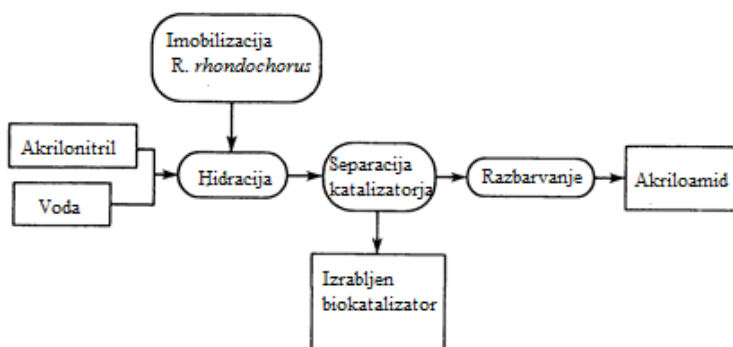 Imobilizacija
R. rhondochorus
Akrilonitril
Voda
Hidracija
Separacija
katalizatorja
Razbarvanje
Akriloamid
Izrabljen
biokatalizator